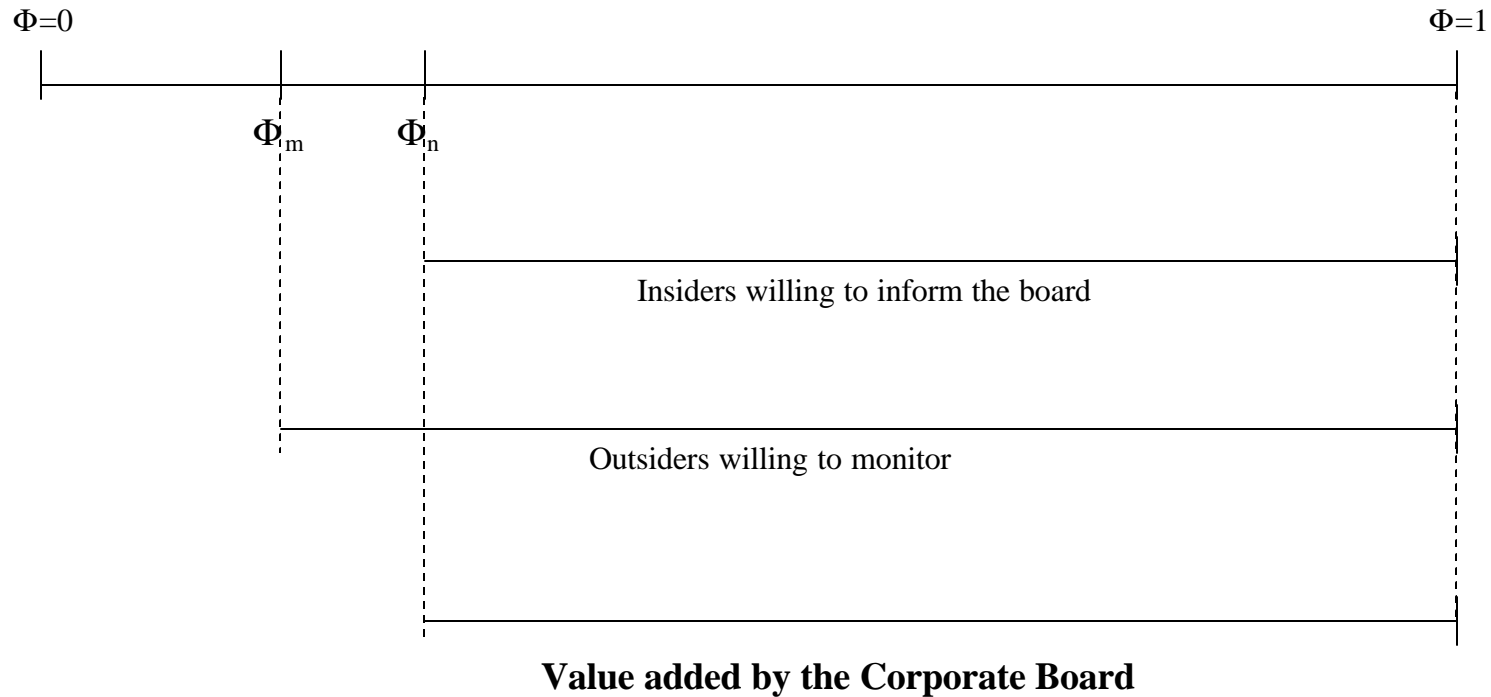 Φ=0 Φ=1
Φm Φn
Insiders willing to inform the board
Outsiders willing to monitor
Value added by the Corporate Board